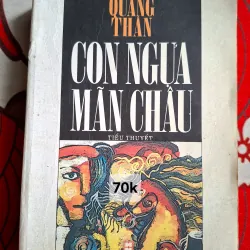 QUANG THÂN
CON NGỰA
MÃN CHÂU
TIỂU THUYẾT
70k